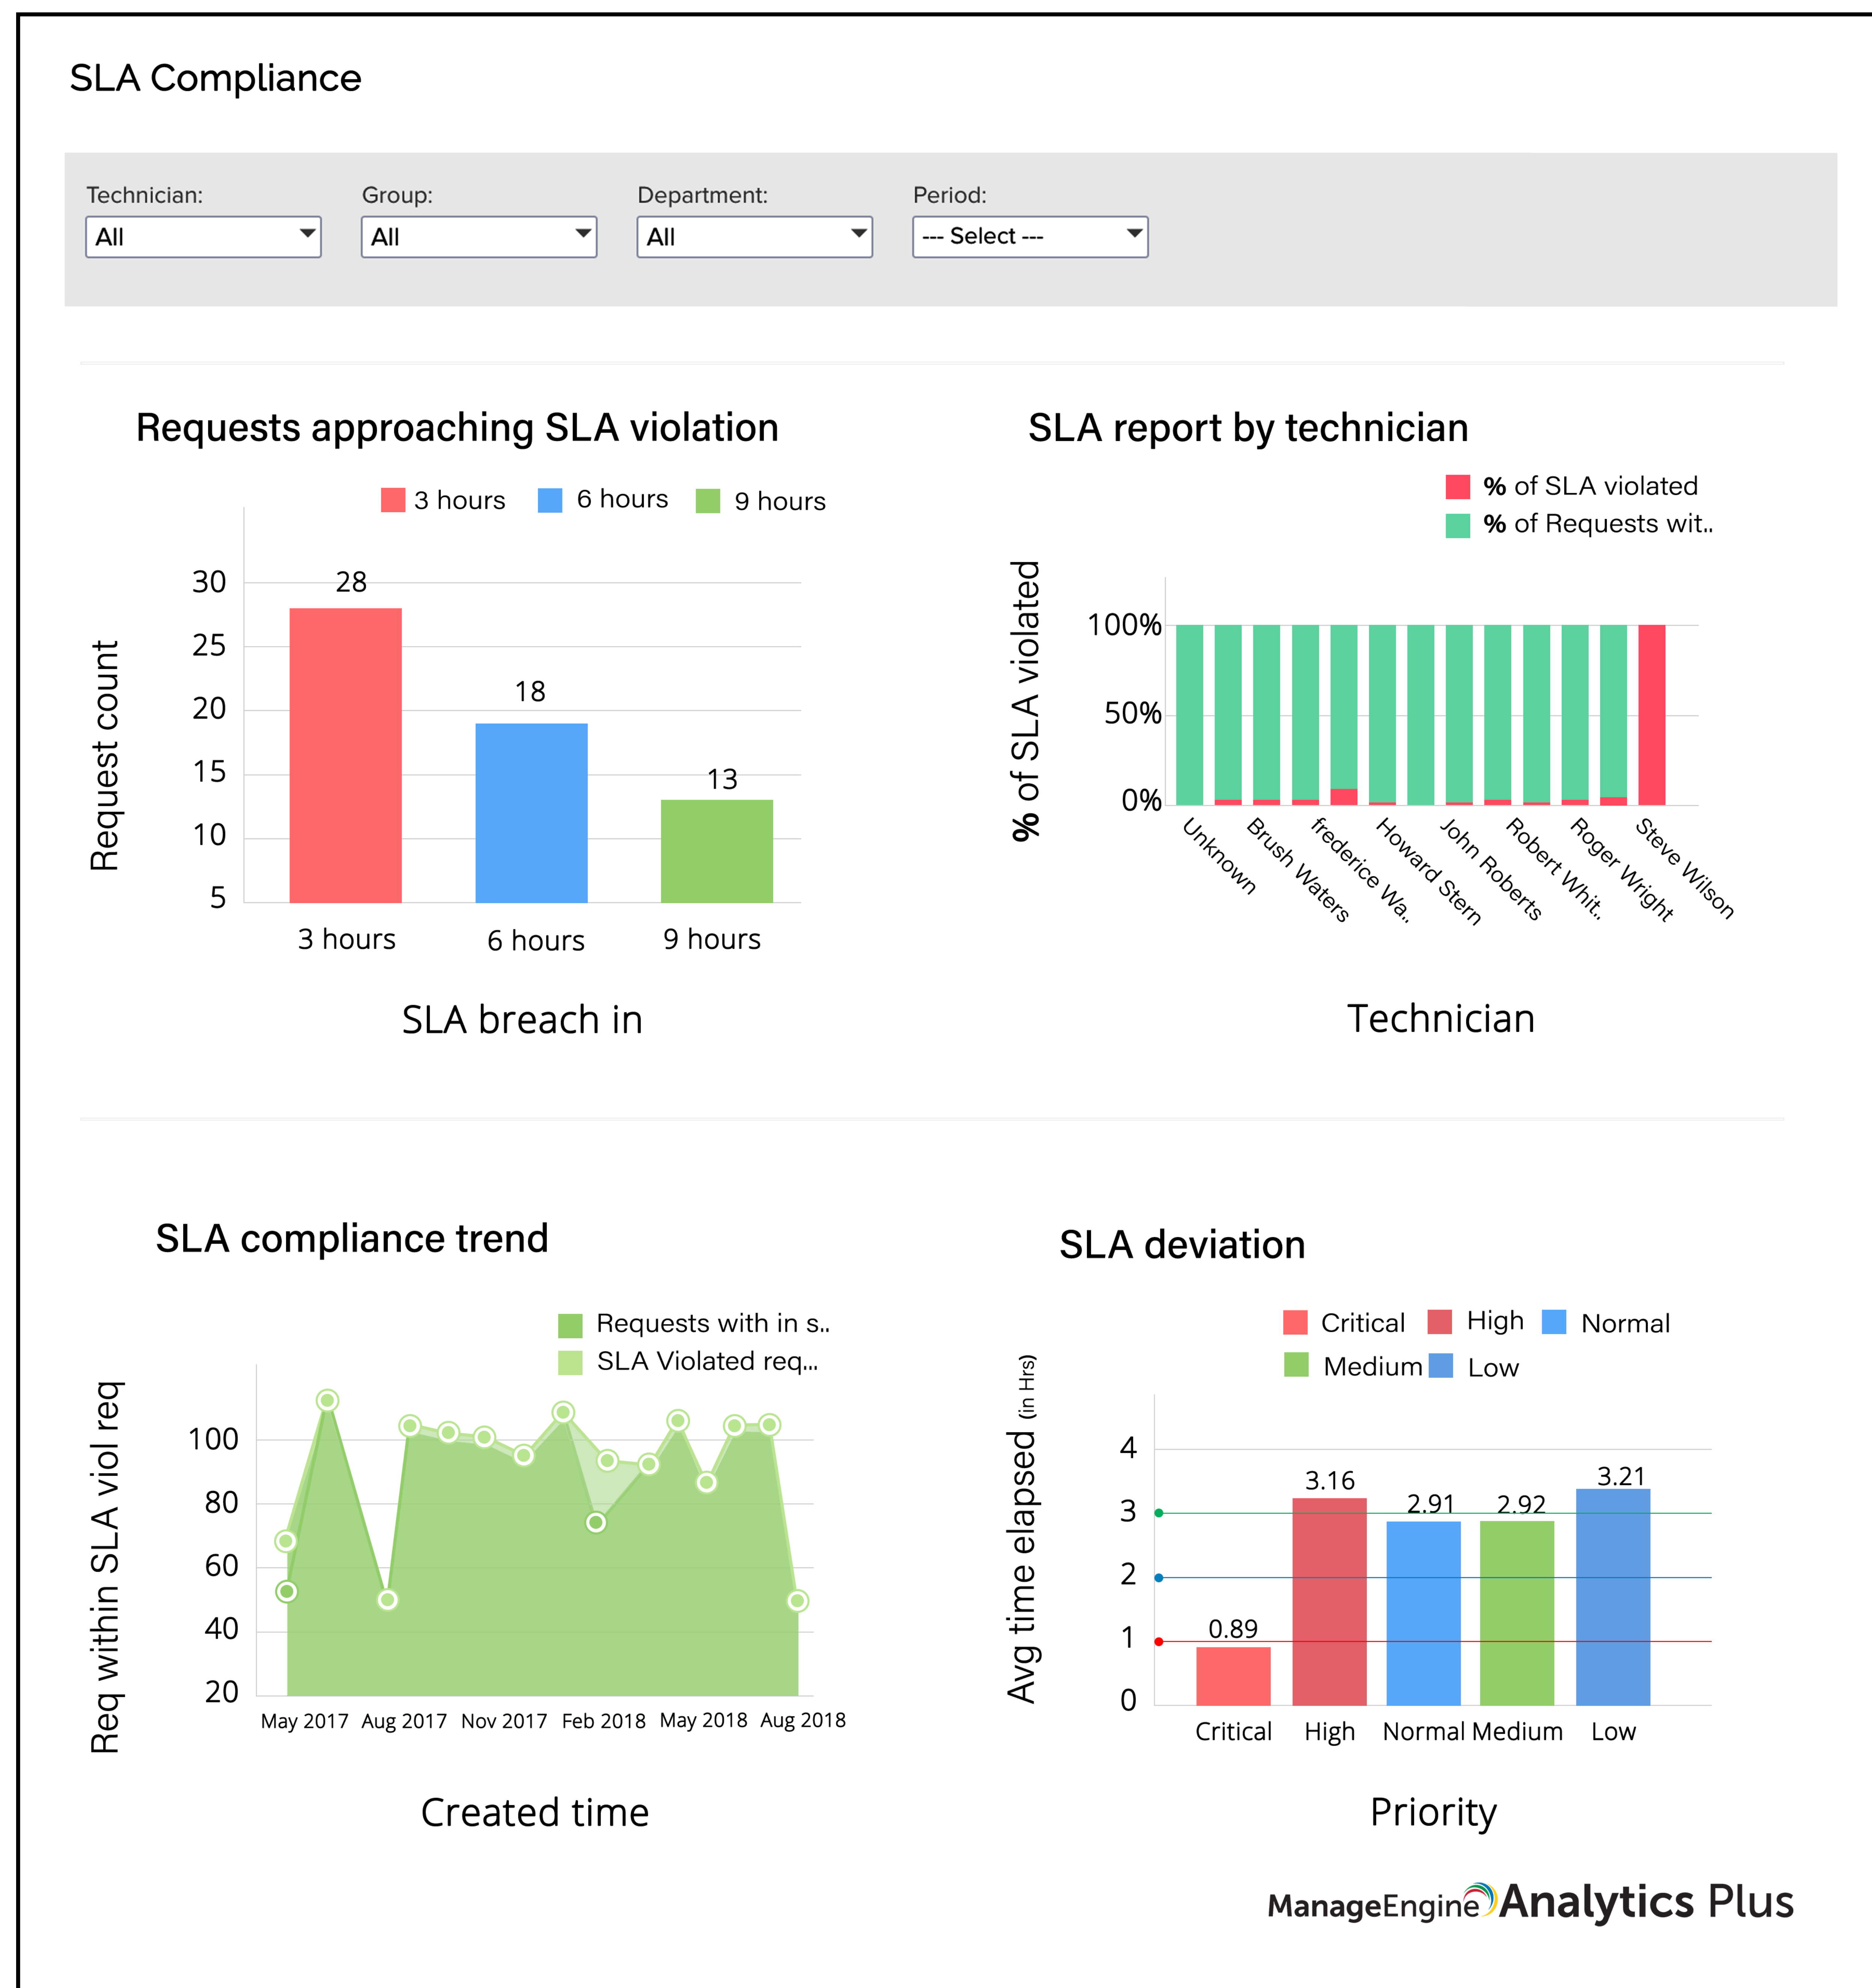 SLA Compliance
Technician: Group: Department: Period:
All All All --- Select ---
Requests approaching SLA violation
3 hours 6 hours 9 hours
Request count
30
25
20
15
10
5
28
18
13
3 hours 6 hours 9 hours
SLA breach in
SLA report by technician
% of SLA violated
% of Requests wit..
% of SLA violated
100%
50%
0%
Unknown
Brush Waters
frederice Wa..
Howard Stern
John Roberts
Robert Whit..
Roger Wright
Steve Wilson
Technician
SLA compliance trend
Requests with in s..
SLA Violated req...
Req within SLA viol req
100
80
60
40
20
May 2017 Aug 2017 Nov 2017 Feb 2018 May 2018 Aug 2018
Created time
SLA deviation
Critical High Normal
Medium Low
Avg time elapsed (in Hrs)
4
3
2
1
0
0.89
3.16
2.91
2.92
3.21
Critical High Normal Medium Low
Priority
ManageEngine Analytics Plus